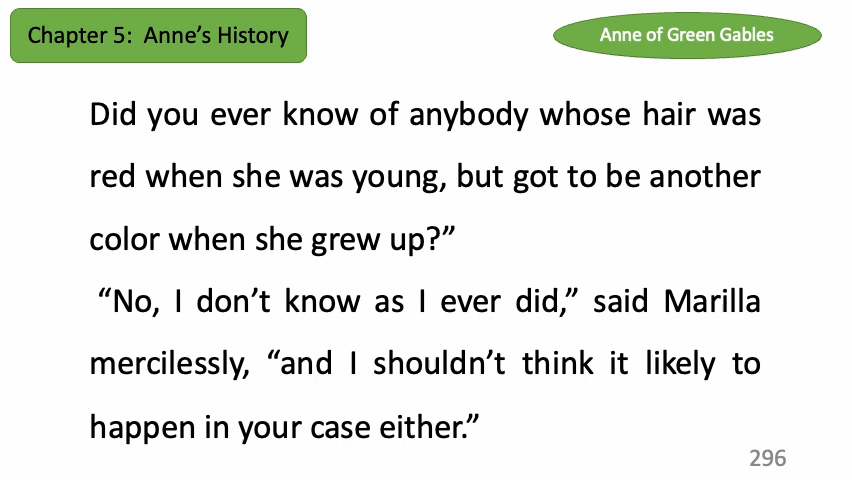 Chapter 5:  Anne’s History
Anne of Green Gables
Did you ever know of anybody whose hair was
red when she was young, but got to be another
color when she grew up?”
“No, I don’t know as I ever did,” said Marilla
mercilessly, “and I shouldn’t think it likely to
happen in your case either.”
296